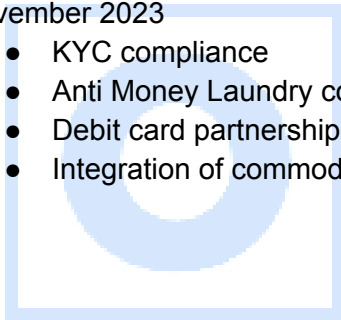 vember 2023
● KYC compliance
● Anti Money Laundry co
● Debit card partnership
● Integration of commod